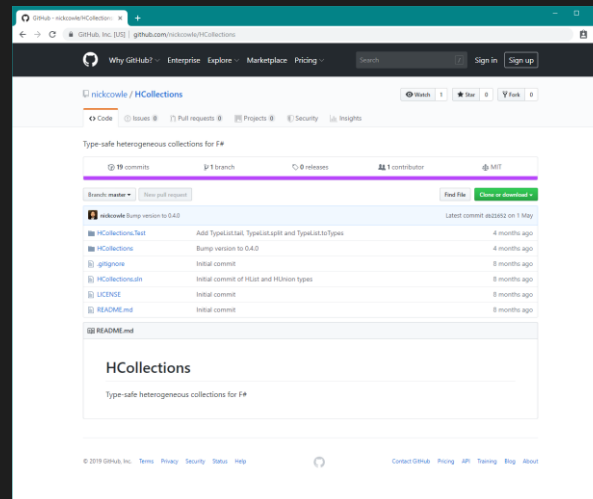 GitHub - nickcowle/HCollections
GitHub, Inc. [US] | github.com/nickcowle/HCollections
Why GitHub? Enterprise Explore Marketplace Pricing Search / Sign in Sign up
nickcowle / HCollections Watch 1 Star 0 Fork 0
Code Issues 0 Pull requests 0 Projects 0 Security Insights
Type-safe heterogeneous collections for F#
19 commits 1 branch 0 releases 1 contributor MIT
Branch: master New pull request Find File Clone or download
nickcowle Bump version to 0.4.0 Latest commit on 1 May
HCollections.Test Add TypeList.tail, TypeList.split and TypeList.toTypes 4 months ago
HCollections Bump version to 0.4.0 4 months ago
.gitignore Initial commit 8 months ago
HCollections.sln Initial commit of HList and HUnion types 8 months ago
LICENSE Initial commit 8 months ago
README.md Initial commit 8 months ago
README.md
HCollections
Type-safe heterogeneous collections for F#
© 2019 GitHub, Inc. Terms Privacy Security Status Help Contact GitHub Pricing API Training Blog About